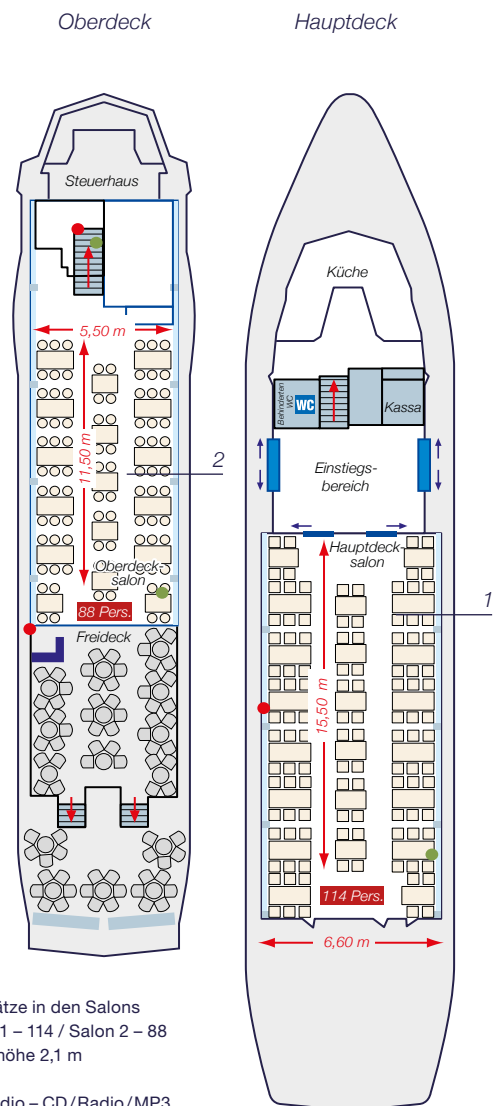 Oberdeck
Hauptdeck
Steuerhaus
5,50 m
11,50 m
2
Oberdeck-
salon
88 Pers.
Freideck
Küche
Behinderten
WC
WC
Kassa
Einstiegs-
bereich
Hauptdeck-
salon
1
15,50 m
114 Pers.
6,60 m
ätze in den Salons
1 – 114 / Salon 2 – 88
höhe 2,1 m
dio – CD/Radio/MP3